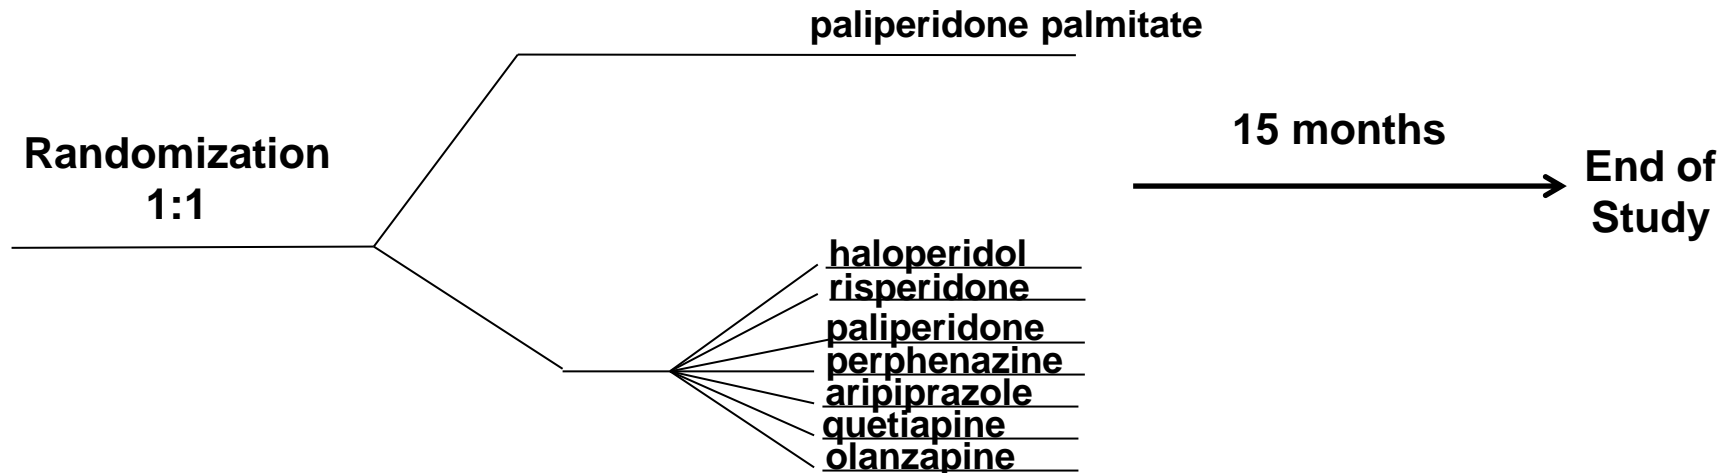 paliperidone palmitate
Randomization
1:1
15 months
End of
Study
haloperidol
risperidone
paliperidone
perphenazine
aripiprazole
quetiapine
olanzapine